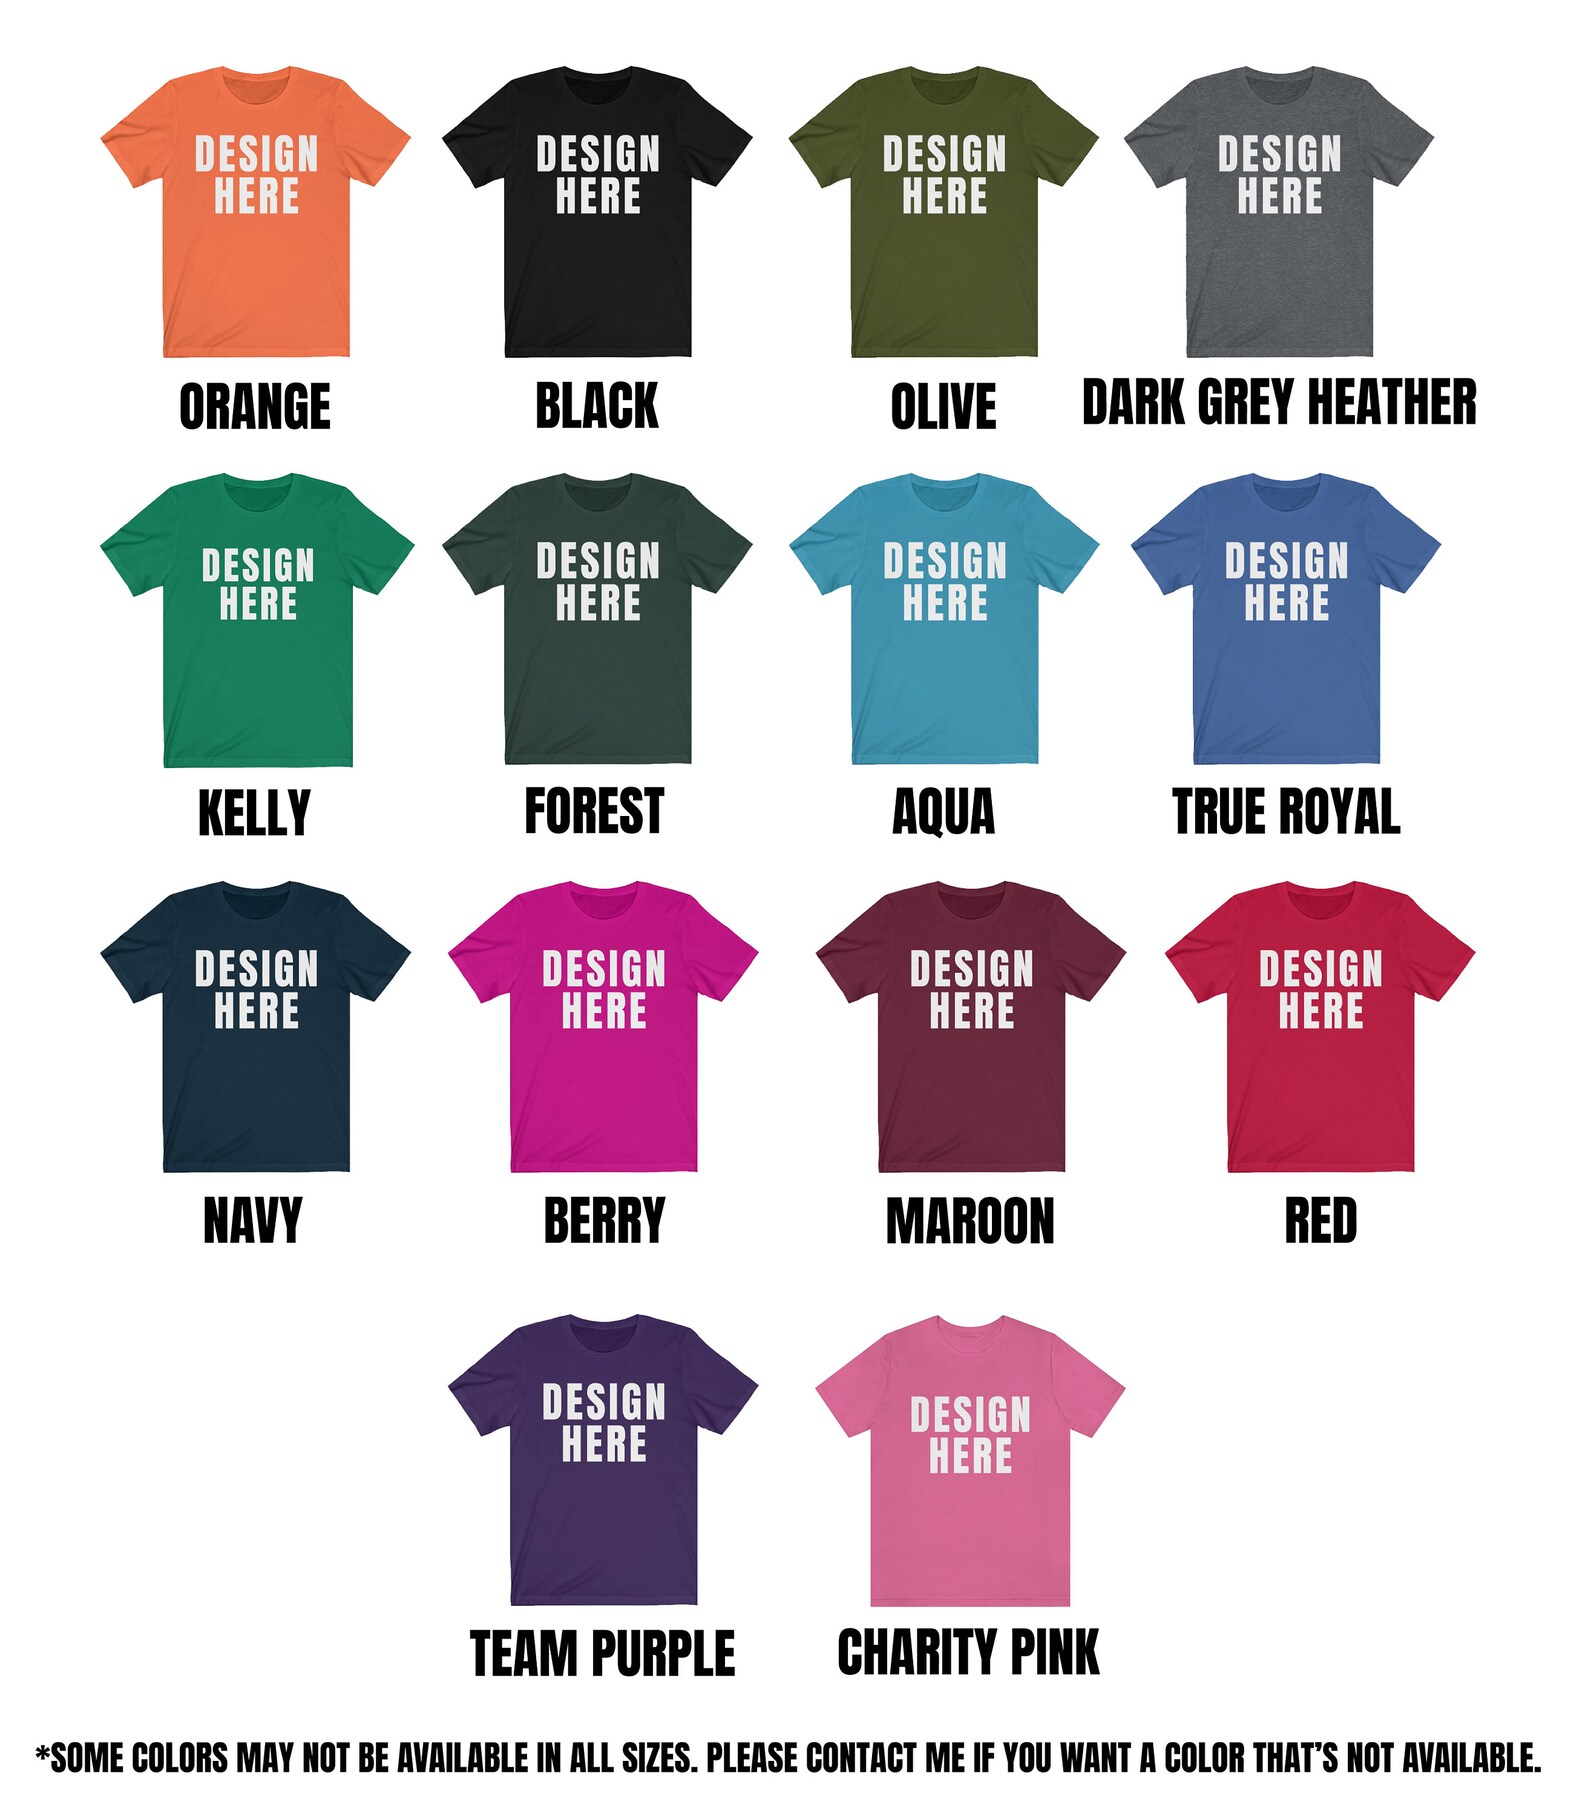 DESIGN
HERE
DESIGN
HERE
DESIGN
HERE
DESIGN
HERE
ORANGE
BLACK
OLIVE
DARK GREY HEATHER
DESIGN
HERE
DESIGN
HERE
DESIGN
HERE
DESIGN
HERE
KELLY
FOREST
AQUA
TRUE ROYAL
DESIGN
HERE
DESIGN
HERE
DESIGN
HERE
DESIGN
HERE
NAVY
BERRY
MAROON
RED
DESIGN
HERE
DESIGN
HERE
TEAM PURPLE
CHARITY PINK
*SOME COLORS MAY NOT BE AVAILABLE IN ALL SIZES. PLEASE CONTACT ME IF YOU WANT A COLOR THAT'S NOT AVAILABLE.